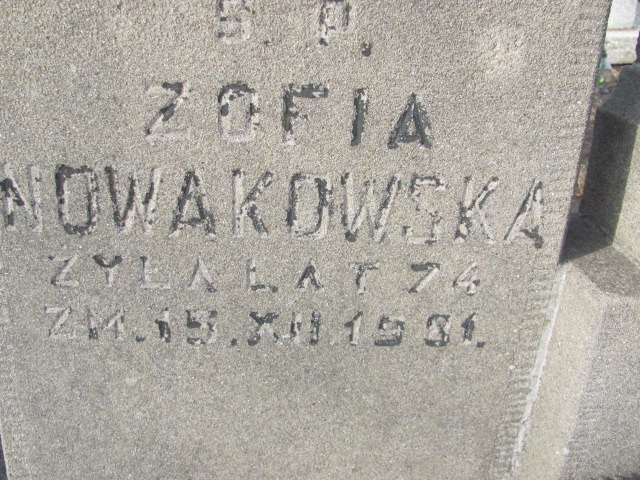 Ś. P.
ZOFIA
NOWAKOWSKA
ŻYŁA LAT 74
ZM. 15. XII. 1981.